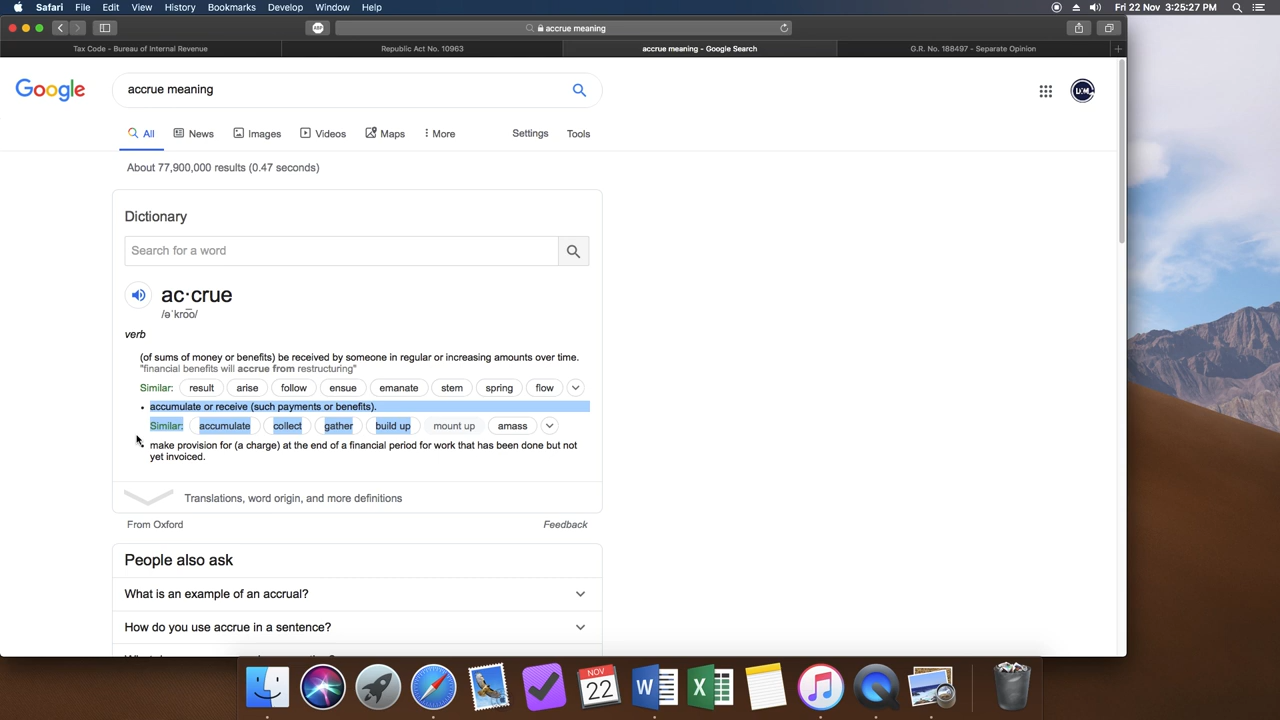 Safari File Edit View History Bookmarks Develop Window Help Fri 22 Nov 3:25:27 PM
ABP accrue meaning
Tax Code - Bureau of Internal Revenue Republic Act No. 10963 accrue meaning - Google Search G.R. No. 188497 - Separate Opinion
Google accrue meaning
All News Images Videos Maps More Settings Tools
About 77,900,000 results (0.47 seconds)
Dictionary
Search for a word
ac·crue
/əˈkro͞o/
verb
(of sums of money or benefits) be received by someone in regular or increasing amounts over time.
"financial benefits will accrue from restructuring"
Similar: result arise follow ensue emanate stem spring flow
• accumulate or receive (such payments or benefits).
Similar: accumulate collect gather build up mount up amass
• make provision for (a charge) at the end of a financial period for work that has been done but not
yet invoiced.
Translations, word origin, and more definitions
From Oxford Feedback
People also ask
What is an example of an accrual?
How do you use accrue in a sentence?
NOV
22 W X